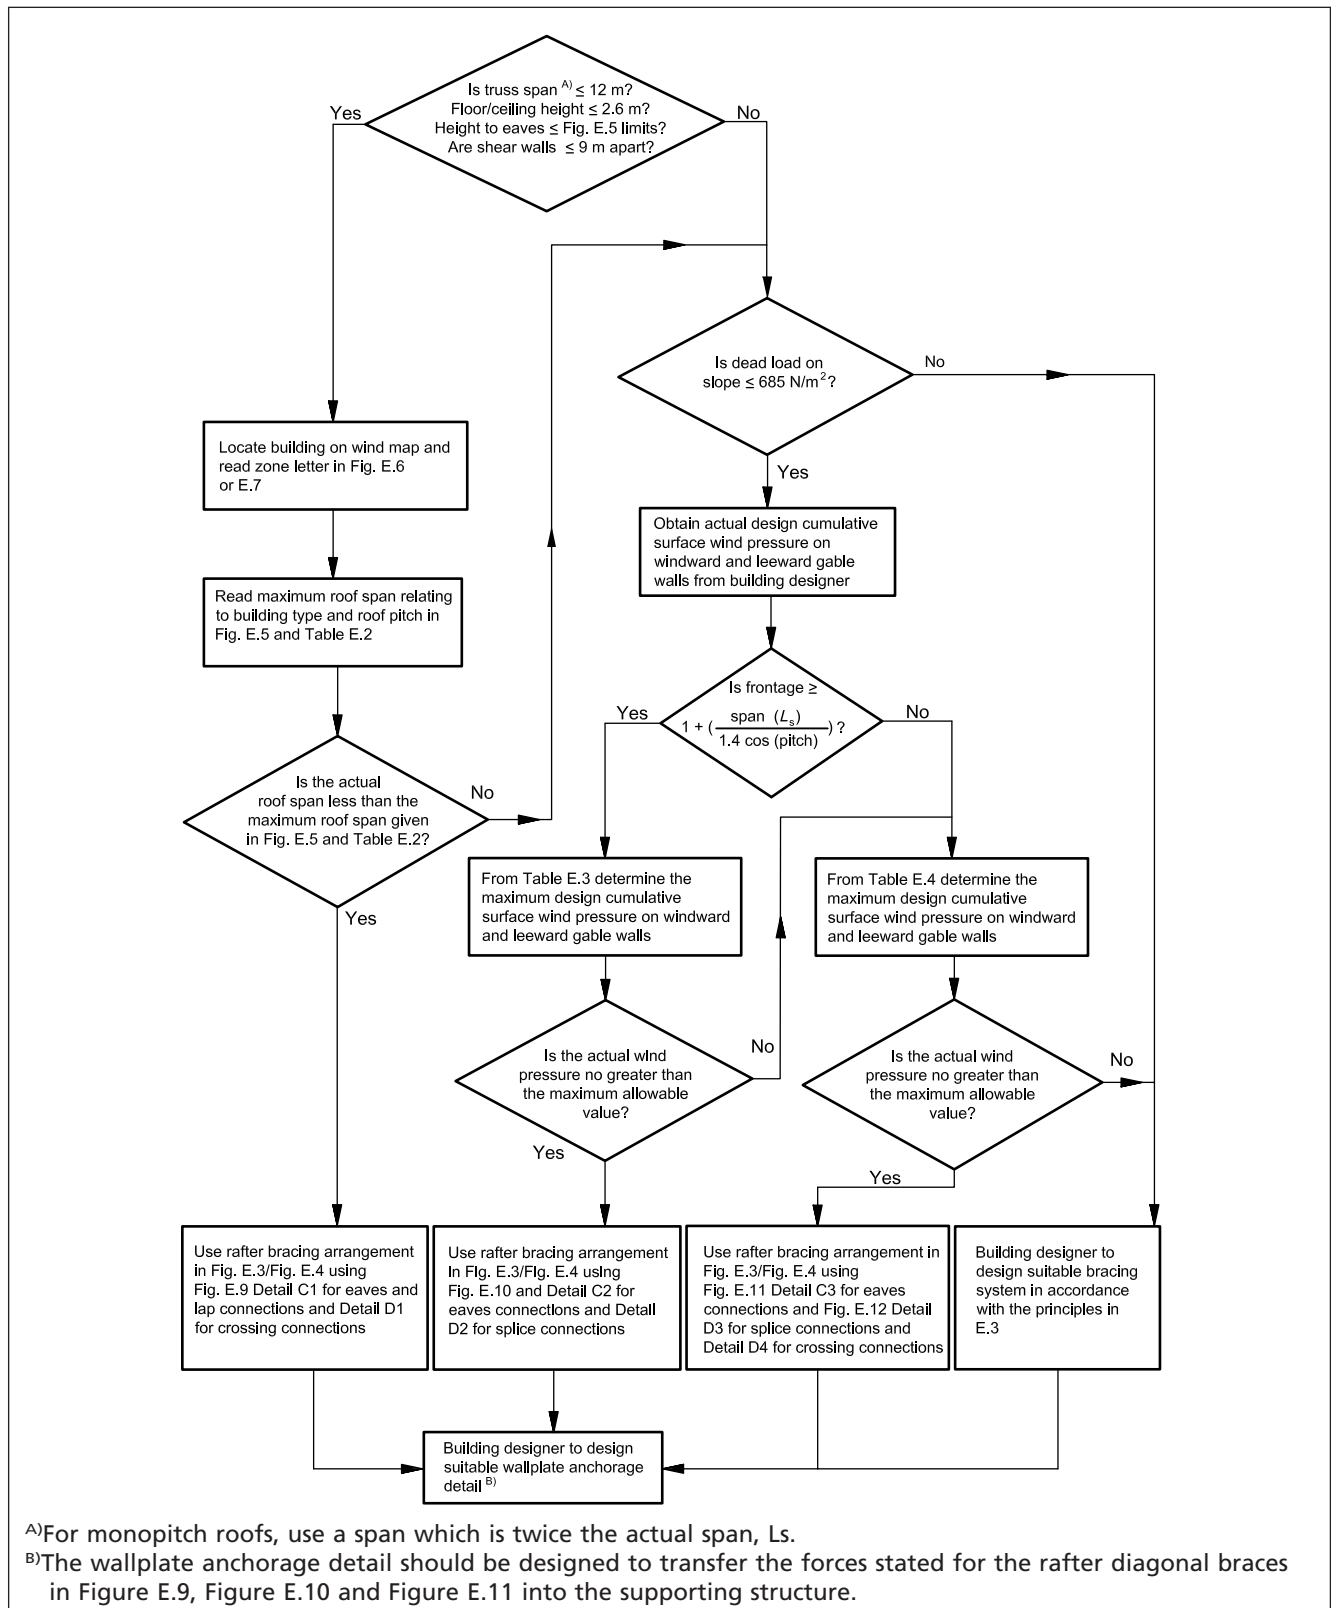 Is truss span A) ≤ 12 m?
Floor/ceiling height ≤ 2.6 m?
Height to eaves ≤ Fig. E.5 limits?
Are shear walls ≤ 9 m apart?
Yes
No
Is dead load on
slope ≤ 685 N/m²?
No
Yes
Locate building on wind map and
read zone letter in Fig. E.6
or E.7
Obtain actual design cumulative
surface wind pressure on
windward and leeward gable
walls from building designer
Read maximum roof span relating
to building type and roof pitch in
Fig. E.5 and Table E.2
Is frontage ≥
1 + ( span (Ls) / 1.4 cos (pitch) ) ?
Yes
No
Is the actual
roof span less than the
maximum roof span given
in Fig. E.5 and Table E.2?
No
Yes
From Table E.3 determine the
maximum design cumulative
surface wind pressure on windward
and leeward gable walls
From Table E.4 determine the
maximum design cumulative
surface wind pressure on windward
and leeward gable walls
Is the actual wind
pressure no greater than
the maximum allowable
value?
No
Yes
Is the actual wind
pressure no greater than
the maximum allowable
value?
No
Yes
Use rafter bracing arrangement
in Fig. E.3/Fig. E.4 using
Fig. E.9 Detail C1 for eaves and
lap connections and Detail D1
for crossing connections
Use rafter bracing arrangement
In Fig. E.3/Fig. E.4 using
Fig. E.10 and Detail C2 for
eaves connections and Detail
D2 for splice connections
Use rafter bracing arrangement in
Fig. E.3/Fig. E.4 using
Fig. E.11 Detail C3 for eaves
connections and Fig. E.12 Detail
D3 for splice connections and
Detail D4 for crossing connections
Building designer to
design suitable bracing
system in accordance
with the principles in
E.3
Building designer to design
suitable wallplate anchorage
detail B)
A)For monopitch roofs, use a span which is twice the actual span, Ls.
B)The wallplate anchorage detail should be designed to transfer the forces stated for the rafter diagonal braces
in Figure E.9, Figure E.10 and Figure E.11 into the supporting structure.